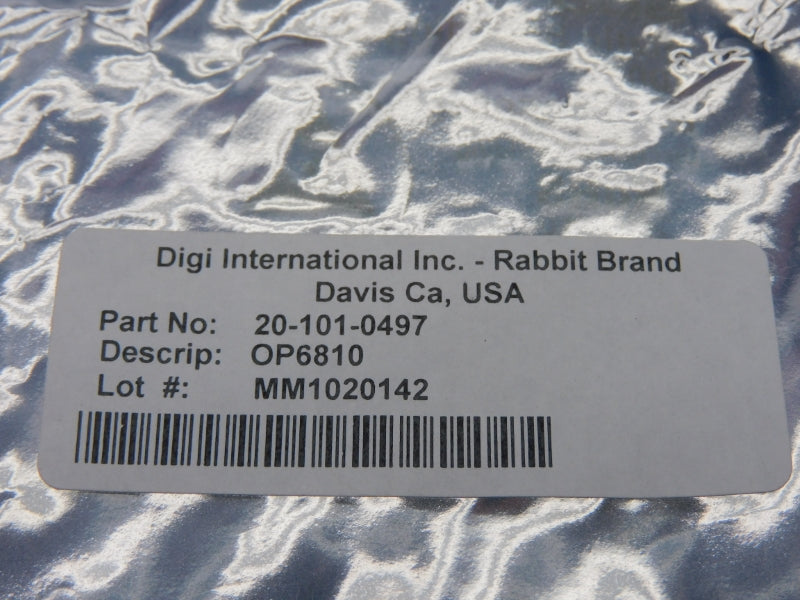 Digi International Inc. - Rabbit Brand
Davis Ca, USA
Part No: 20-101-0497
Descrip: OP6810
Lot #: MM1020142